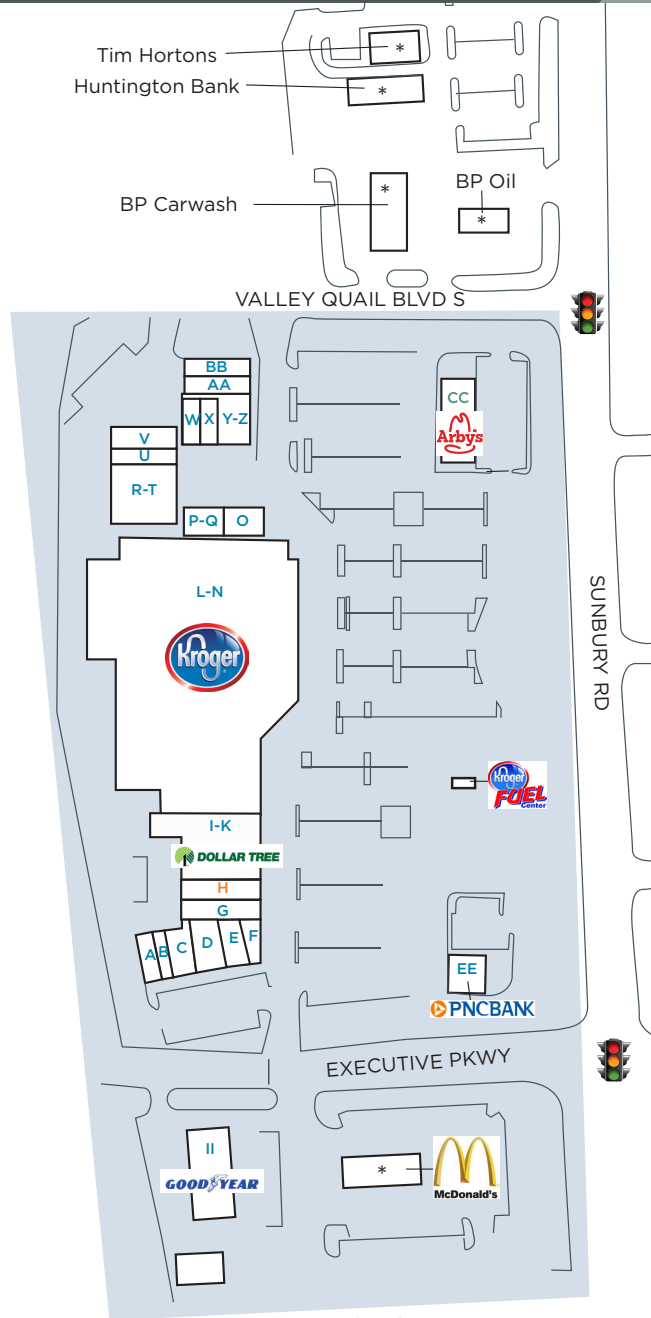 Tim Hortons
*
Huntington Bank
*
BP Carwash
*
BP Oil
*
VALLEY QUAIL BLVD S
BB
AA
W
X
Y-Z
V
U
R-T
P-Q
O
CC
Arby's
L-N
Kroger
SUNBURY RD
Kroger
FUEL
Center
I-K
DOLLAR TREE
H
G
A
B
C
D
E
F
EE
PNCBANK
EXECUTIVE PKWY
II
GOODYEAR
*
McDonald's